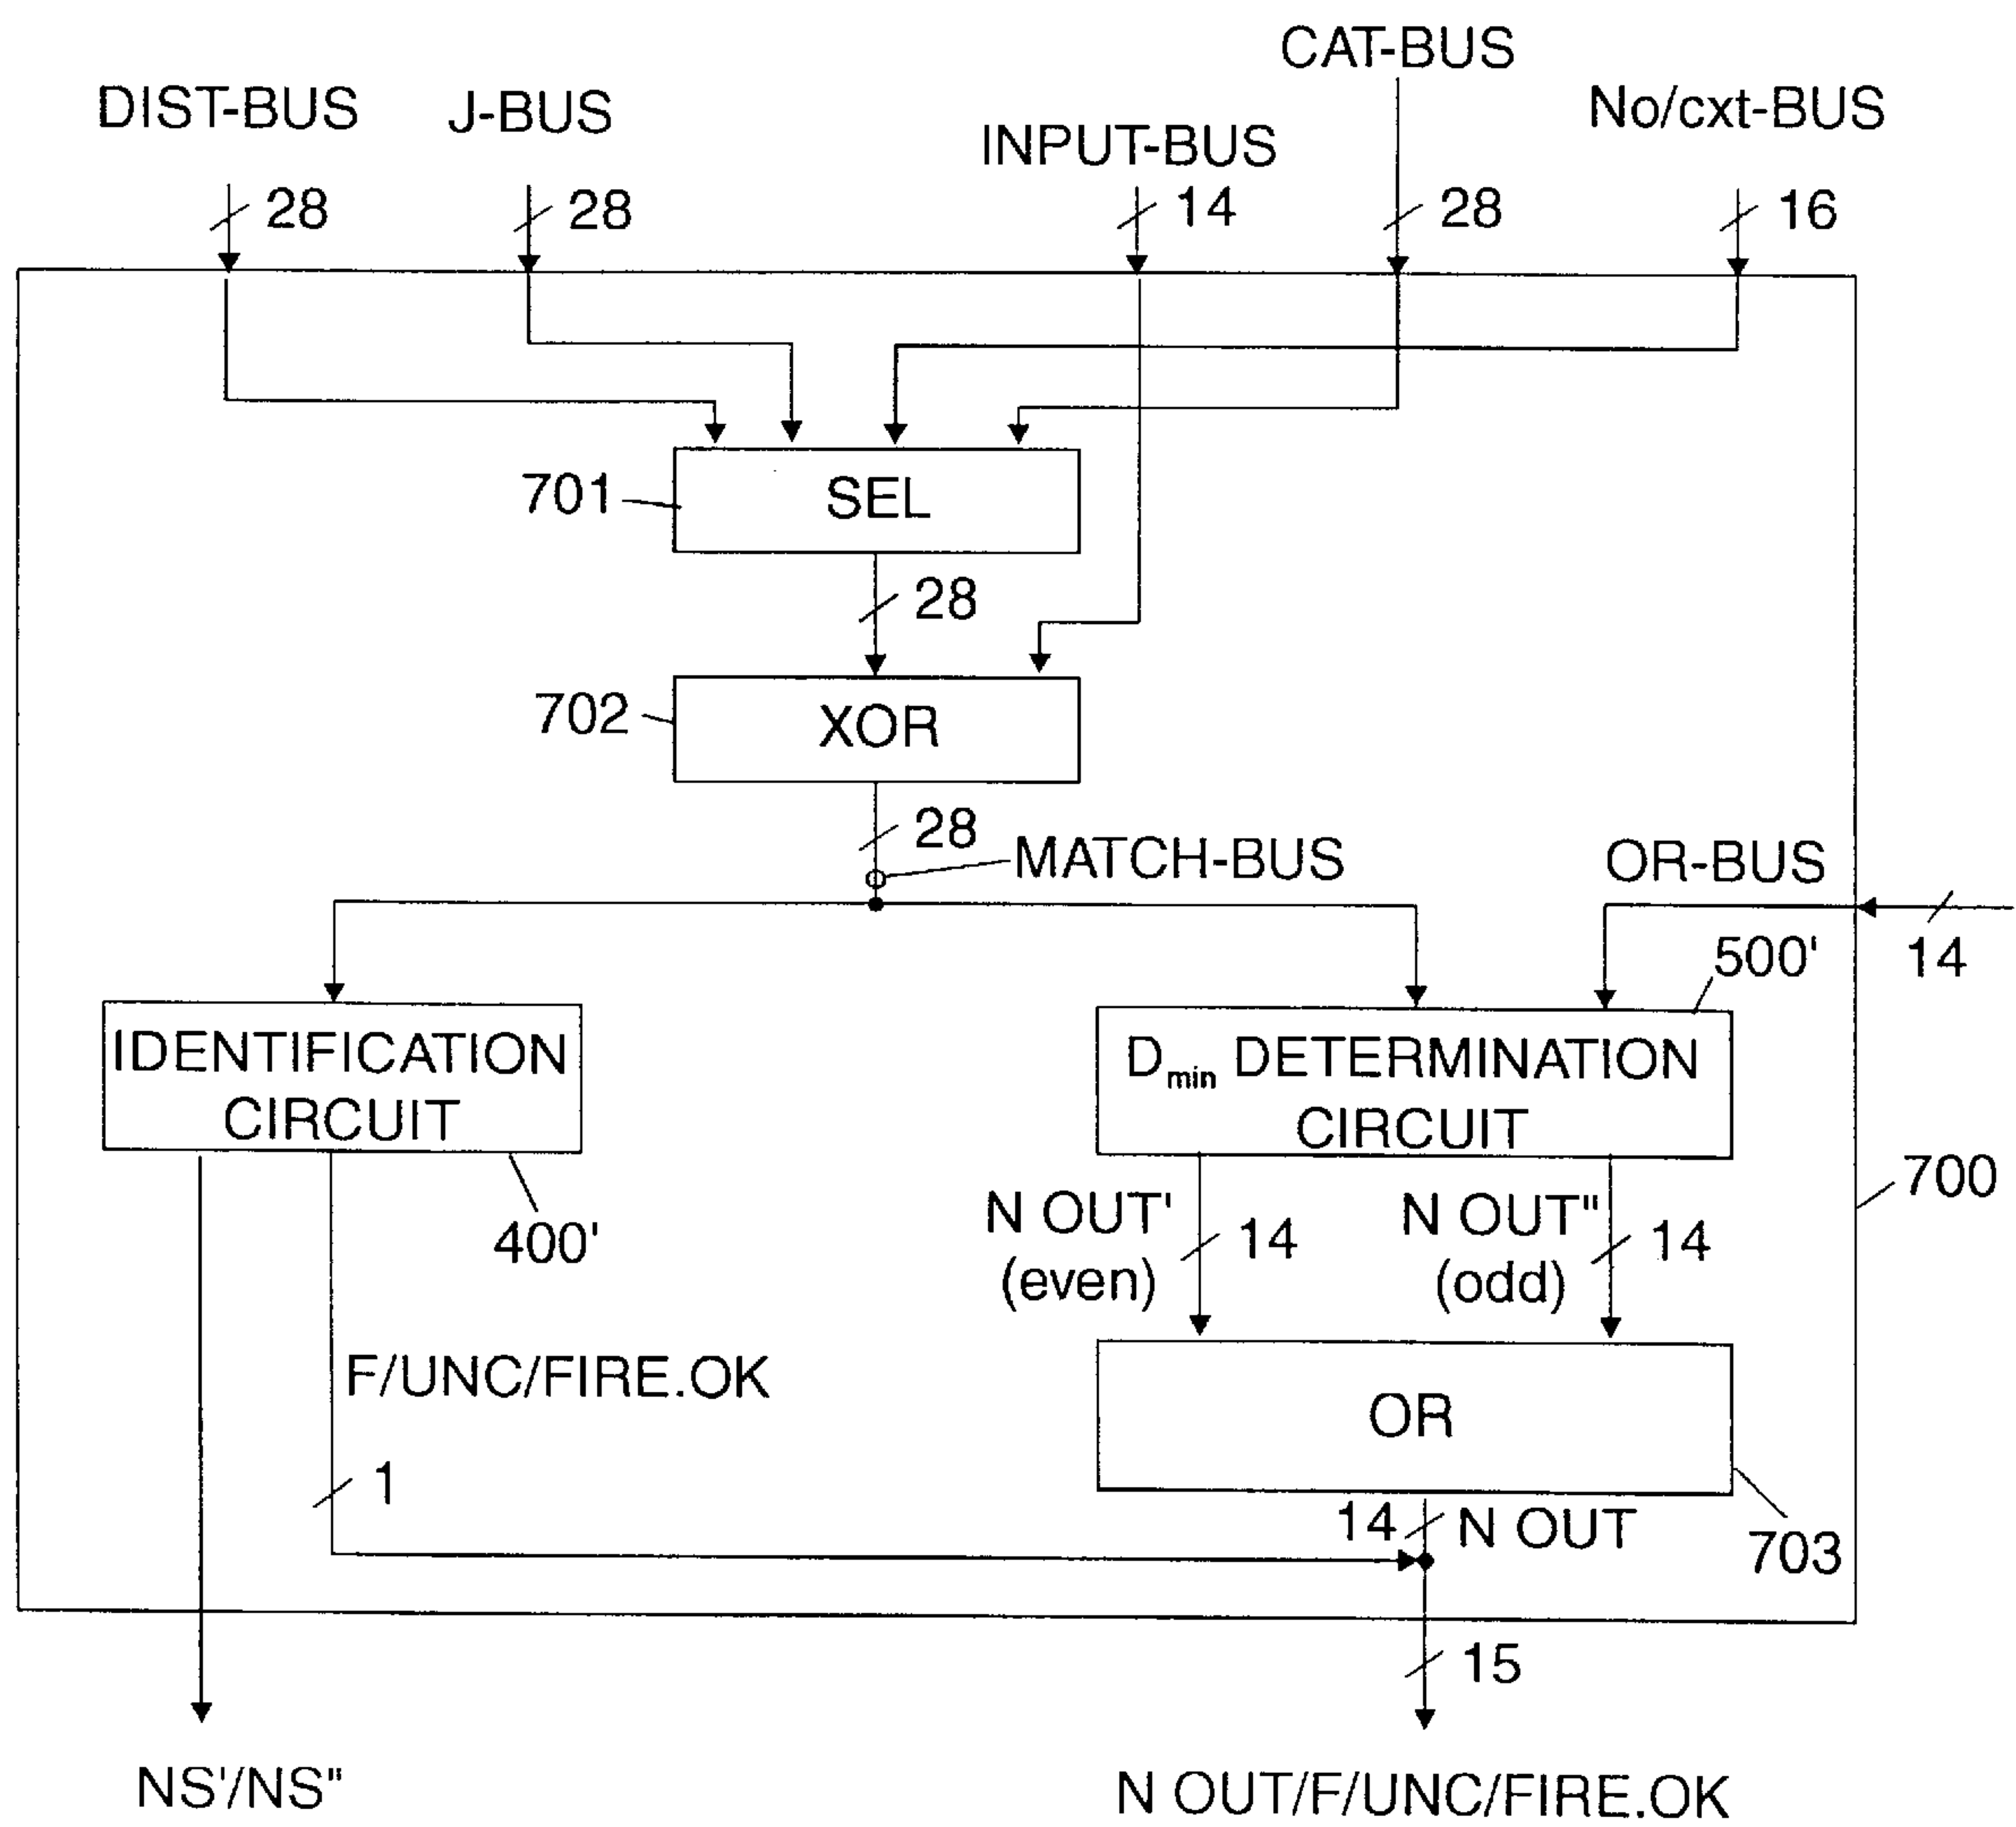 CAT-BUS
DIST-BUS
J-BUS
No/cxt-BUS
INPUT-BUS
28
28
14
28
16
701
SEL
28
702
XOR
28
MATCH-BUS
OR-BUS
14
500'
IDENTIFICATION
CIRCUIT
Dmin DETERMINATION
CIRCUIT
700
400'
N OUT'
(even)
14
N OUT"
(odd)
14
F/UNC/FIRE.OK
OR
1
14
N OUT
703
15
NS'/NS"
N OUT/F/UNC/FIRE.OK